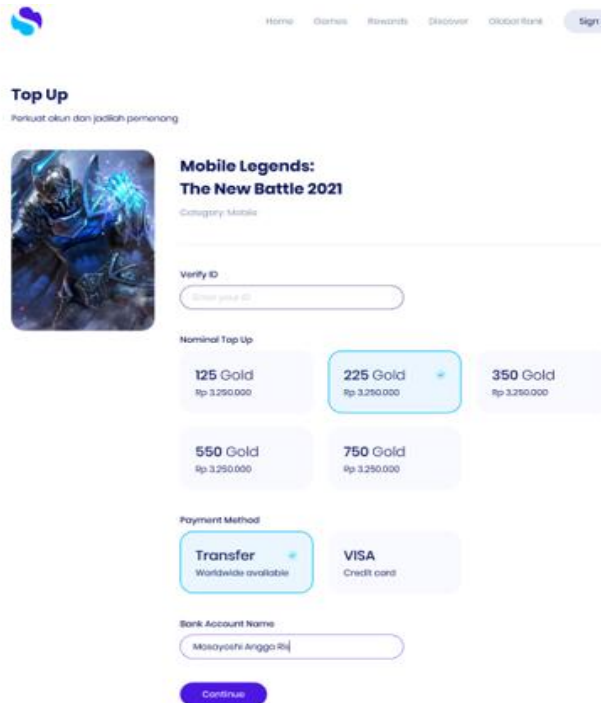 Home Games Rewards Discover Global Rank Sign
Top Up
Perkuat akun dan jadilah pemenang
Mobile Legends:
The New Battle 2021
Category: Mobile
Verify ID
Enter your ID
Nominal Top Up
125 Gold 225 Gold 350 Gold
Rp 3.250.000 Rp 3.250.000 Rp 3.250.000
550 Gold 750 Gold
Rp 3.250.000 Rp 3.250.000
Payment Method
Transfer VISA
Worldwide available Credit card
Bank Account Name
Masayoshi Angga Ris
Continue